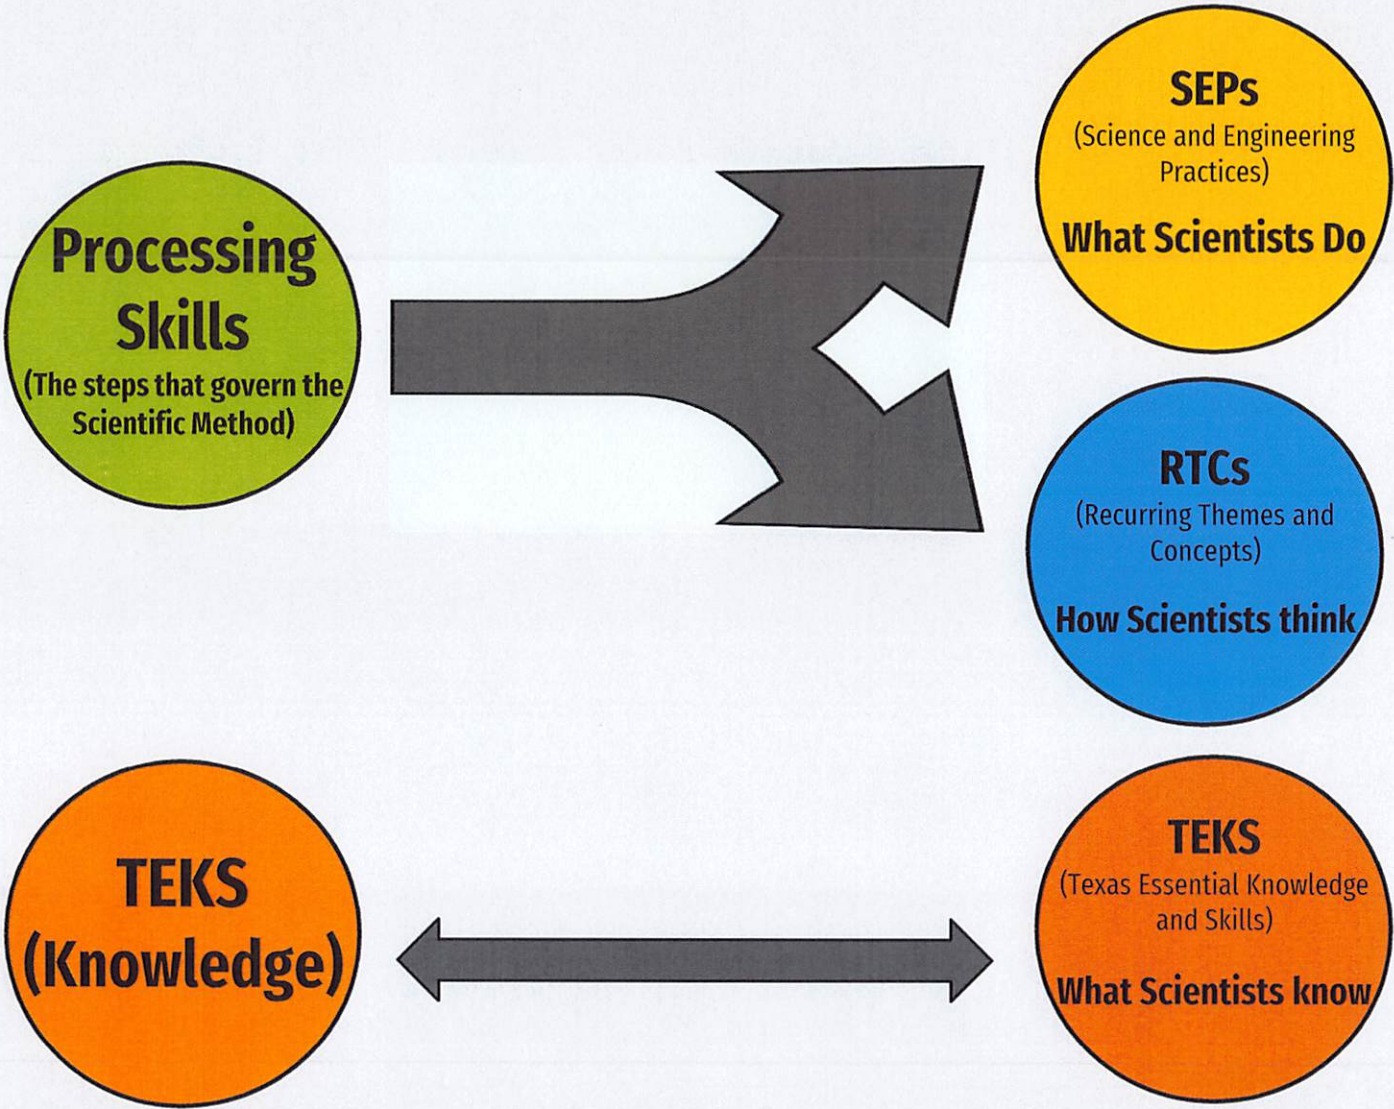 Processing
Skills
(The steps that govern the
Scientific Method)
SEPs
(Science and Engineering
Practices)
What Scientists Do
RTCs
(Recurring Themes and
Concepts)
How Scientists think
TEKS
(Knowledge)
TEKS
(Texas Essential Knowledge
and Skills)
What Scientists know